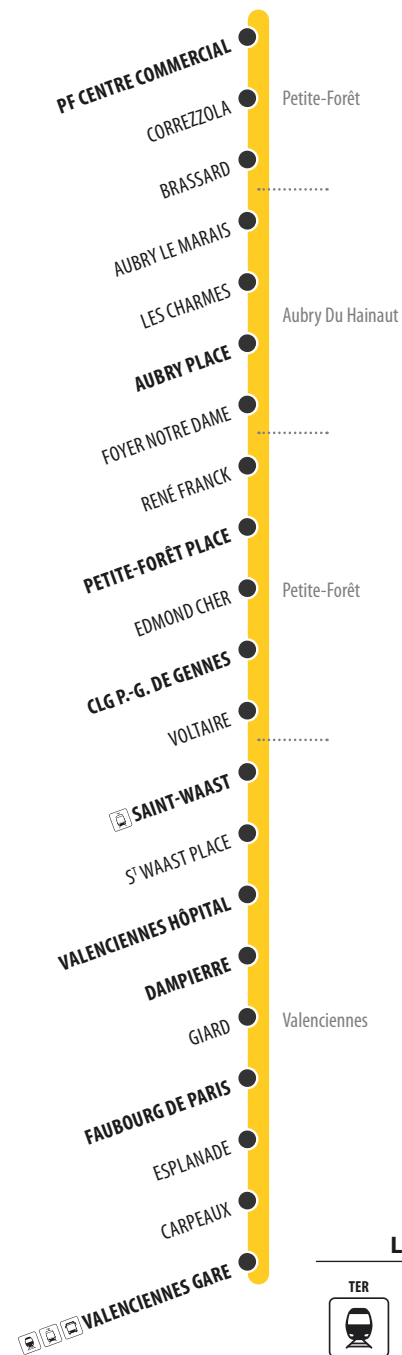 PF CENTRE COMMERCIAL
CORREZZOLA
Petite-Forêt
BRASSARD
AUBRY LE MARAIS
LES CHARMES
Aubry Du Hainaut
AUBRY PLACE
FOYER NOTRE DAME
RENÉ FRANCK
PETITE-FORÊT PLACE
EDMOND CHER
Petite-Forêt
CLG P.-G. DE GENNES
VOLTAIRE
SAINT-WAAST
ST WAAST PLACE
VALENCIENNES HÔPITAL
DAMPIERRE
GIARD
Valenciennes
FAUBOURG DE PARIS
ESPLANADE
CARPEAUX
VALENCIENNES GARE
L
TER